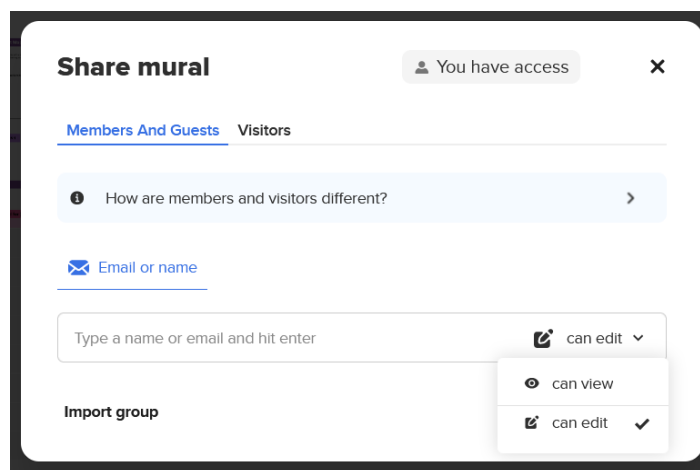 Share mural
You have access
Members And Guests Visitors
How are members and visitors different?
Email or name
Type a name or email and hit enter
can edit
can view
can edit
Import group